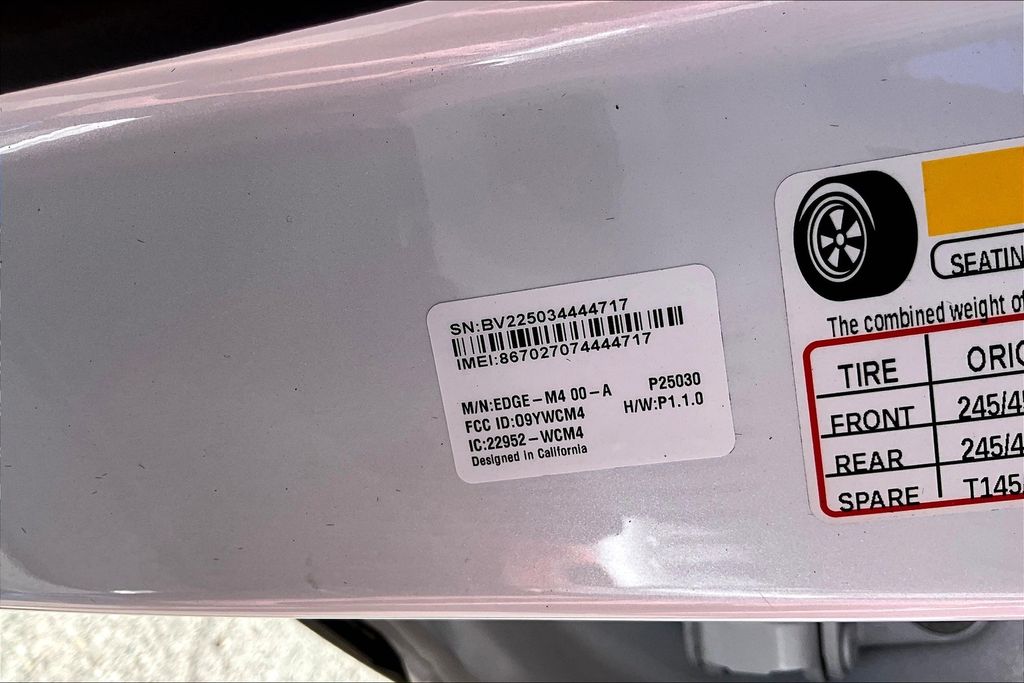 SN:BV225034444717
IMEI:867027074444717
M/N:EDGE-M4 00-A P25030
FCC ID:09YWCM4 H/W:P1.1.0
IC:22952-WCM4
Designed in California
SEATIN
The combined weight of
TIRE ORIG
FRONT 245/45
REAR 245/4
SPARE T145/